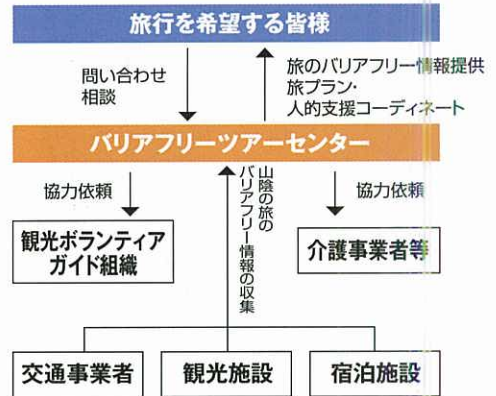 旅行を希望する皆様
問い合わせ
相談
旅のバリアフリー情報提供
旅プラン・
人的支援コーディネート
バリアフリーツアーセンター
協力依頼
山陰の旅の
バリアフリー情報の収集
協力依頼
観光ボランティア
ガイド組織
介護事業者等
交通事業者
観光施設
宿泊施設